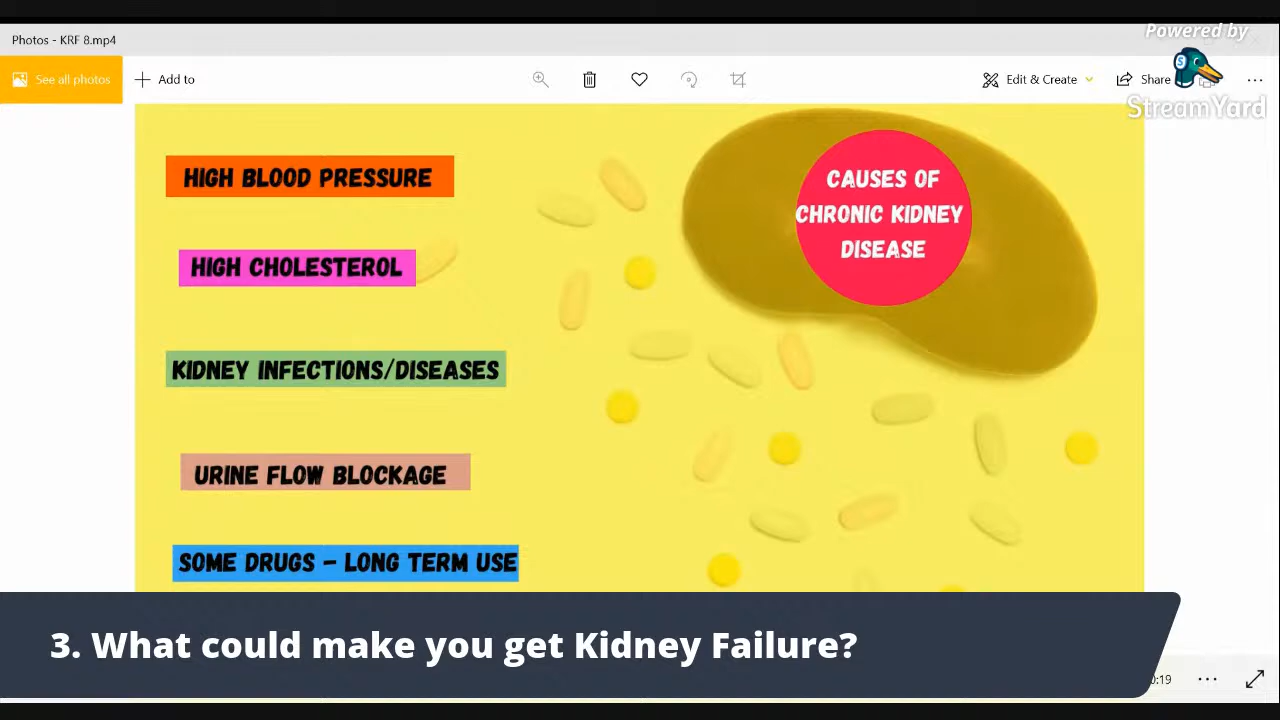 Photos - KRF 8.mp4
Powered by
StreamYard
See all photos
Add to
Edit & Create
Share
HIGH BLOOD PRESSURE
HIGH CHOLESTEROL
KIDNEY INFECTIONS/DISEASES
URINE FLOW BLOCKAGE
SOME DRUGS - LONG TERM USE
CAUSES OF
CHRONIC KIDNEY
DISEASE
3. What could make you get Kidney Failure?
0:19